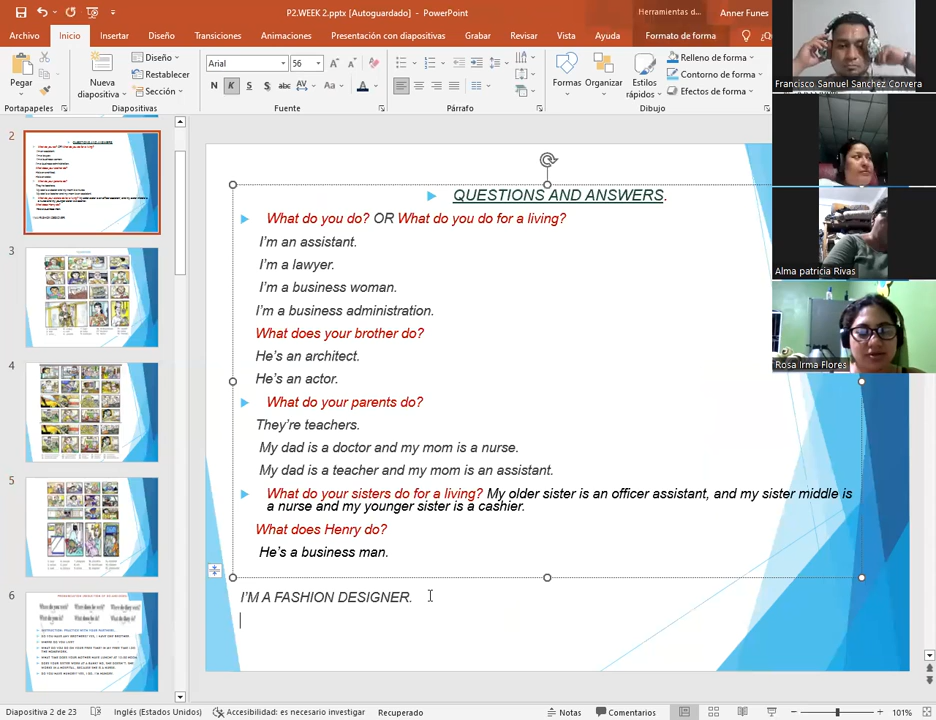 P2.WEEK 2.pptx [Autoguardado] - PowerPoint
Herramientas d...
Anner Funes
Archivo Inicio Insertar Diseño Transiciones Animaciones Presentación con diapositivas Grabar Revisar Vista Ayuda Formato de forma
Pegar
Nueva diapositiva
Diseño
Restablecer
Sección
Arial 56
N K S abc AV Aa A
Formas Organizar Estilos rápidos
Relleno de forma
Contorno de forma
Efectos de forma
Portapapeles Diapositivas Fuente Párrafo Dibujo
Francisco Samuel Sanchez Corvera
Alma patricia Rivas
Rosa Irma Flores
2
3
4
5
6
QUESTIONS AND ANSWERS.
What do you do? OR What do you do for a living?
I'm an assistant.
I'm a lawyer.
I'm a business woman.
I'm a business administration.
What does your brother do?
He's an architect.
He's an actor.
What do your parents do?
They're teachers.
My dad is a doctor and my mom is a nurse.
My dad is a teacher and my mom is an assistant.
What do your sisters do for a living? My older sister is an officer assistant, and my sister middle is
a nurse and my younger sister is a cashier.
What does Henry do?
He's a business man.
I'M A FASHION DESIGNER.
Diapositiva 2 de 23 Inglés (Estados Unidos) Accesibilidad: es necesario investigar Recuperado Notas Comentarios 101%